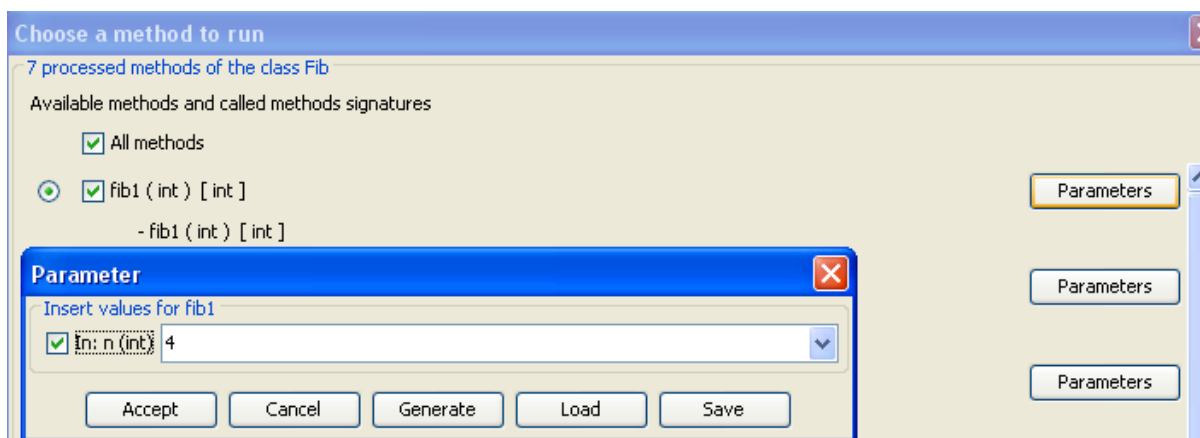 Choose a method to run
7 processed methods of the class Fib
Available methods and called methods signatures
All methods
fib1 ( int ) [ int ]
Parameters
- fib1 ( int ) [ int ]
Parameter
Insert values for fib1
Parameters
In: n (int) 4
Parameters
Accept Cancel Generate Load Save